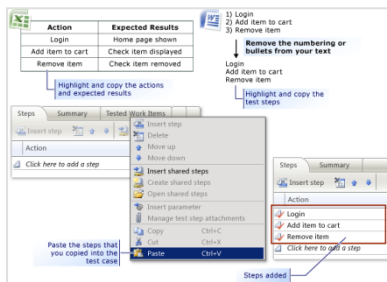 Action Expected Results
Login Home page shown
Add item to cart Check item displayed
Remove item Check item removed
Highlight and copy the actions
and expected results
1) Login
2) Add item to cart
3) Remove item
Remove the numbering or
bullets from your text
Login
Add item to cart
Remove item
Highlight and copy the
test steps
Steps Summary Tested Work Items
Insert step
Action
Click here to add a step
Insert step
Delete
Move up
Move down
Insert shared steps
Create shared steps
Open shared steps
Insert parameter
Manage test step attachments
Copy Ctrl+C
Cut Ctrl+X
Paste Ctrl+V
Paste the steps that
you copied into the
test case
Steps Summary
Insert step
Action
Login
Add item to cart
Remove item
Click here to add a step
Steps added